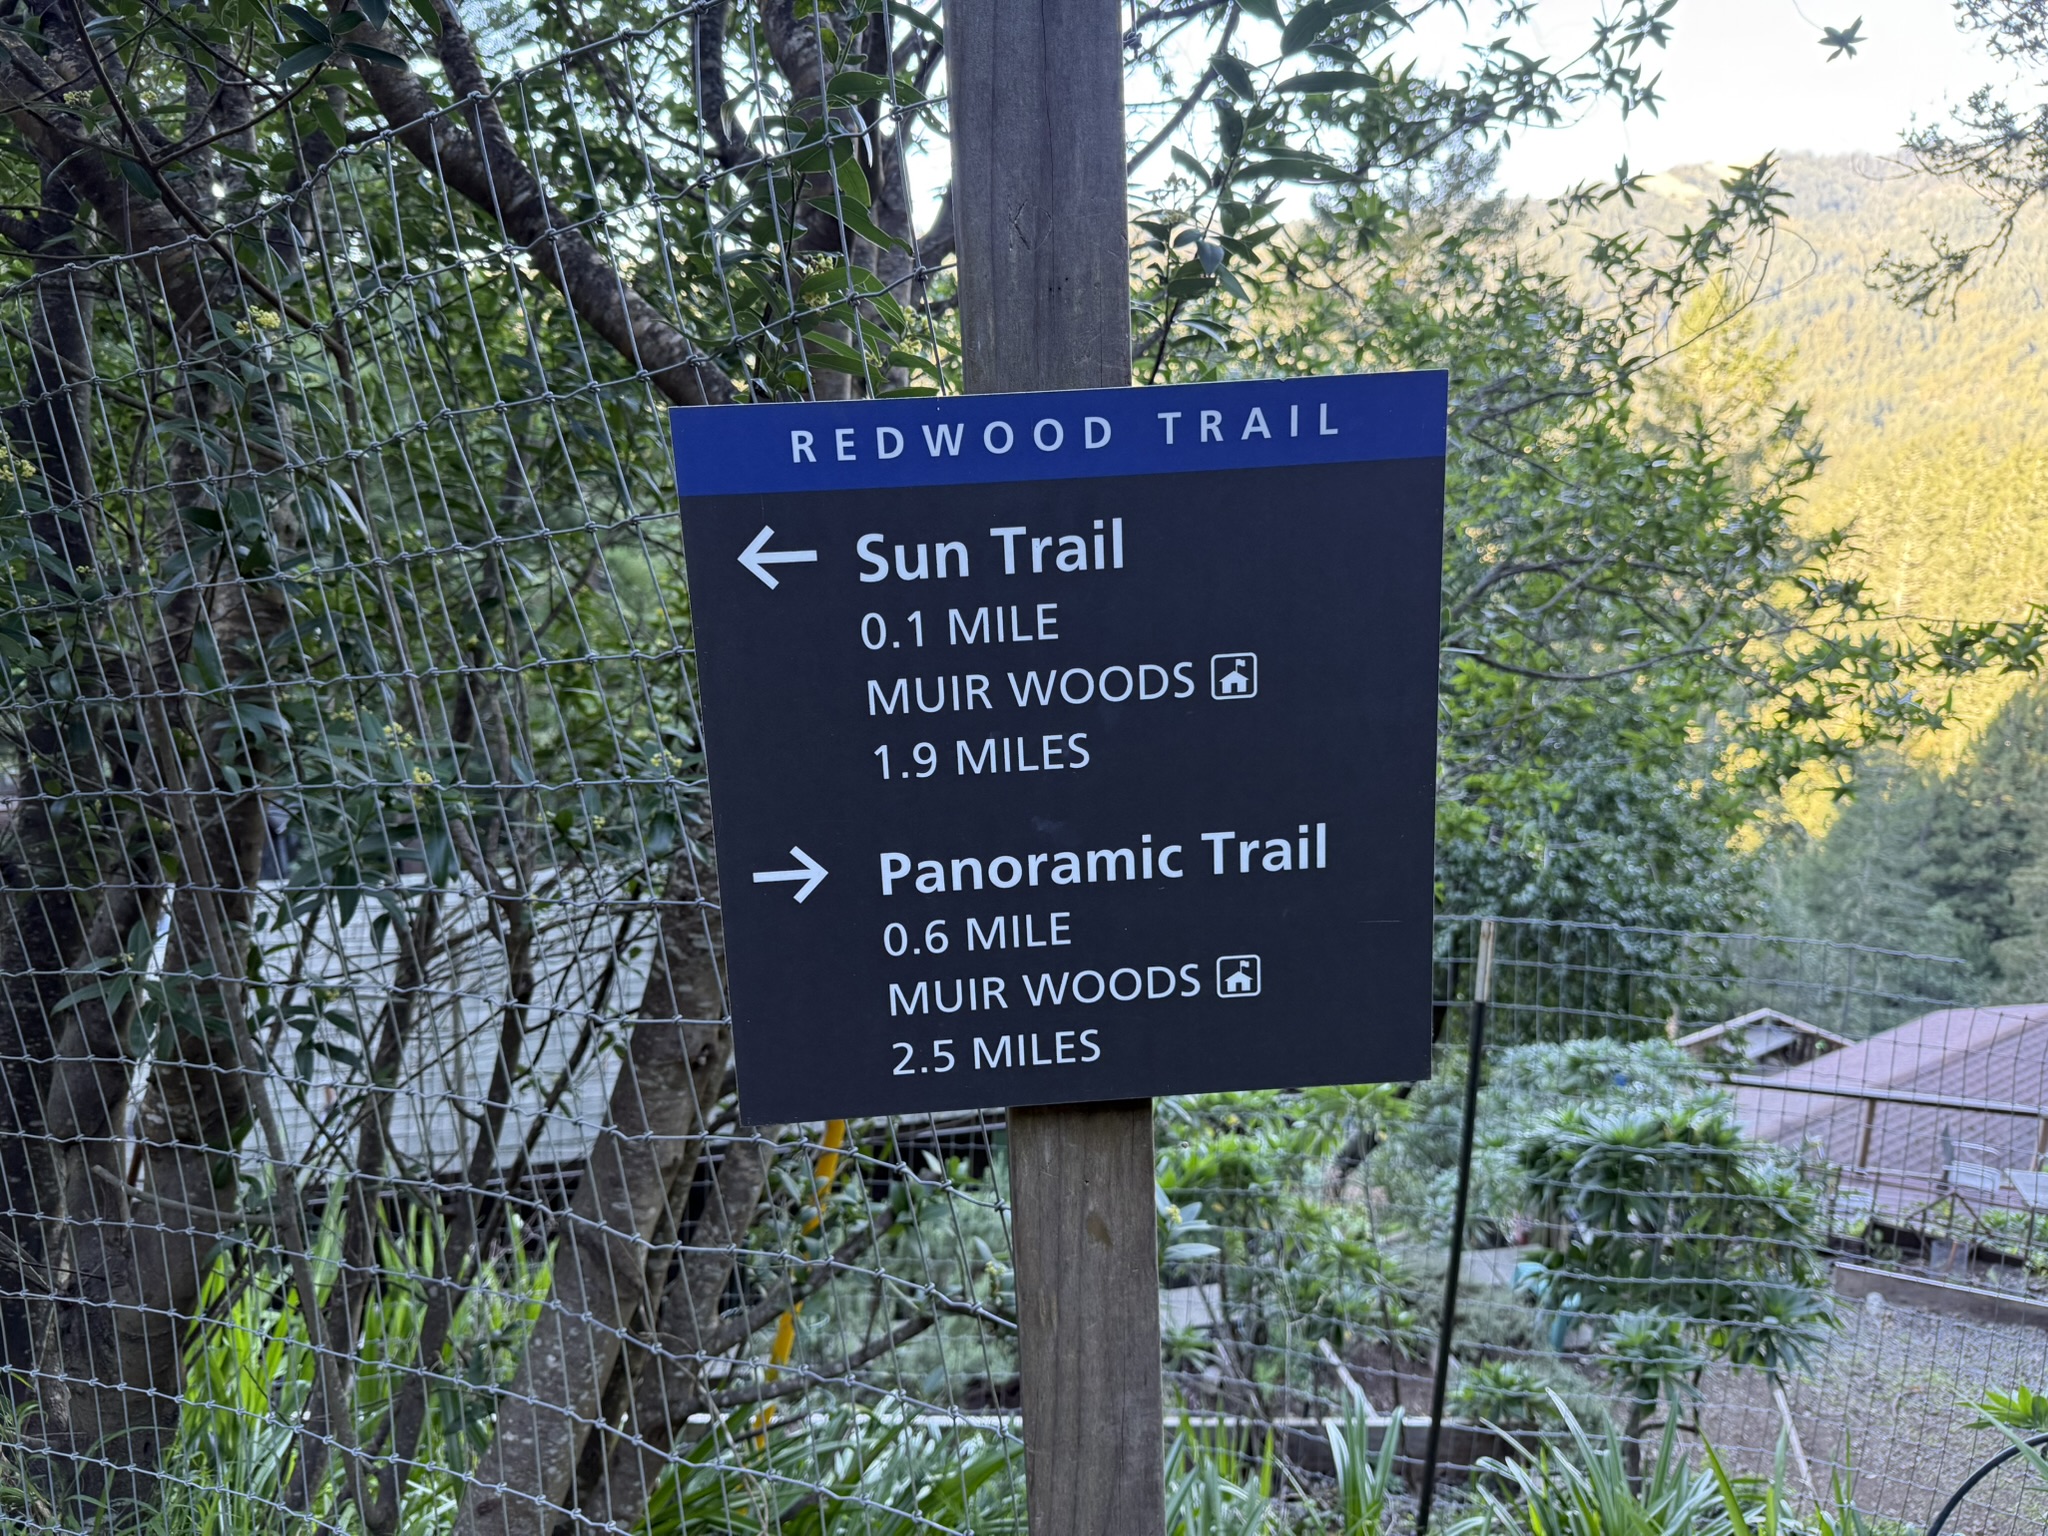 REDWOOD TRAIL
← Sun Trail
0.1 MILE
MUIR WOODS
1.9 MILES
→ Panoramic Trail
0.6 MILE
MUIR WOODS
2.5 MILES